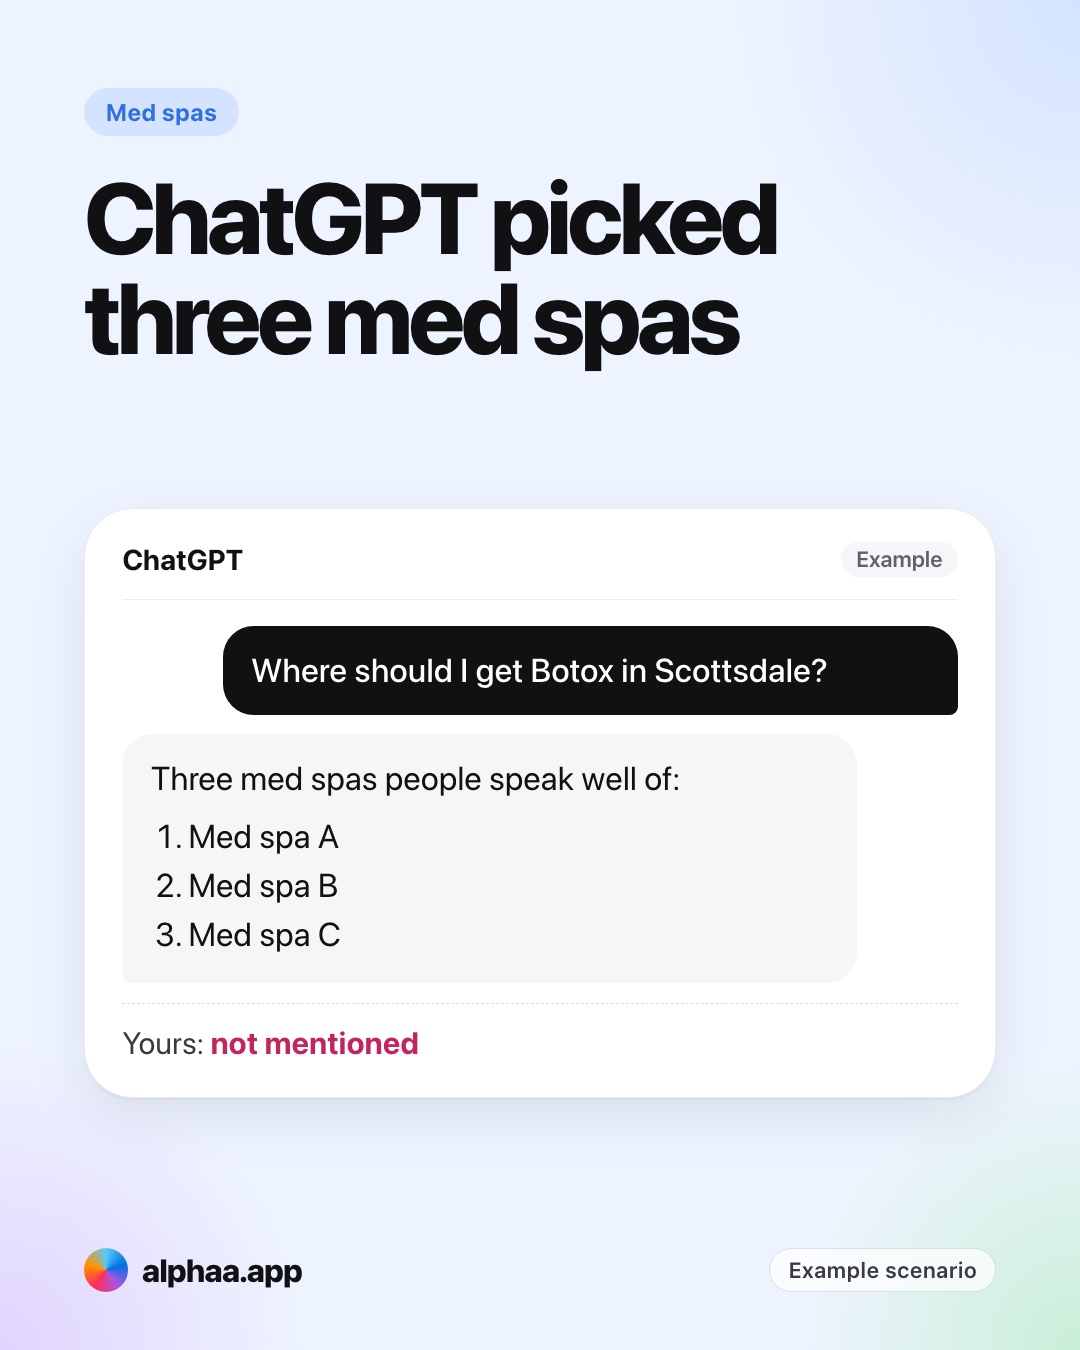 Med spas
ChatGPT picked
three med spas
ChatGPT
Example
Where should I get Botox in Scottsdale?
Three med spas people speak well of:
1. Med spa A
2. Med spa B
3. Med spa C
Yours: not mentioned
alphaa.app
Example scenario